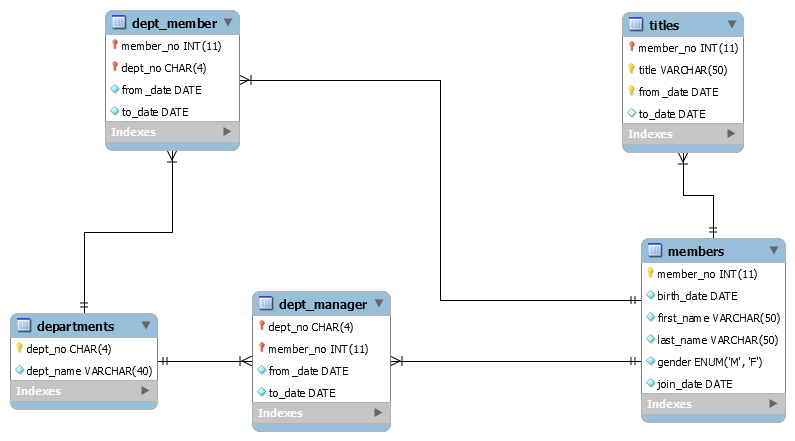 dept_member
member_no INT(11)
dept_no CHAR(4)
from_date DATE
to_date DATE
Indexes
titles
member_no INT(11)
title VARCHAR(50)
from_date DATE
to_date DATE
Indexes
departments
dept_no CHAR(4)
dept_name VARCHAR(40)
Indexes
dept_manager
dept_no CHAR(4)
member_no INT(11)
from_date DATE
to_date DATE
Indexes
members
member_no INT(11)
birth_date DATE
first_name VARCHAR(50)
last_name VARCHAR(50)
gender ENUM('M', 'F')
join_date DATE
Indexes